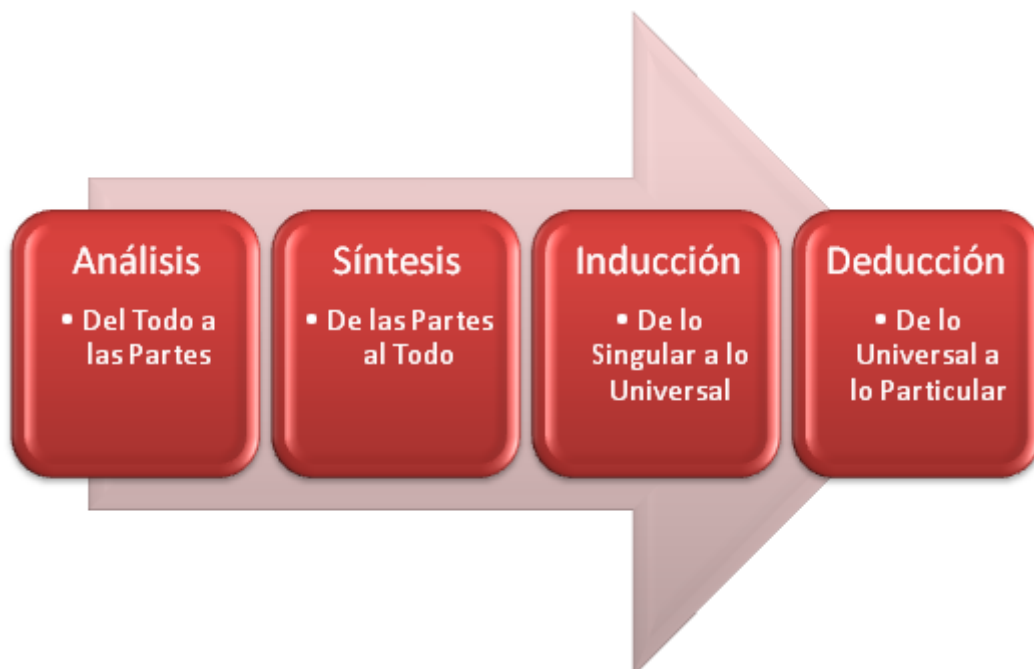 Análisis
• Del Todo a
las Partes
Síntesis
• De las Partes
al Todo
Inducción
• De lo
Singular a lo
Universal
Deducción
• De lo
Universal a
lo Particular